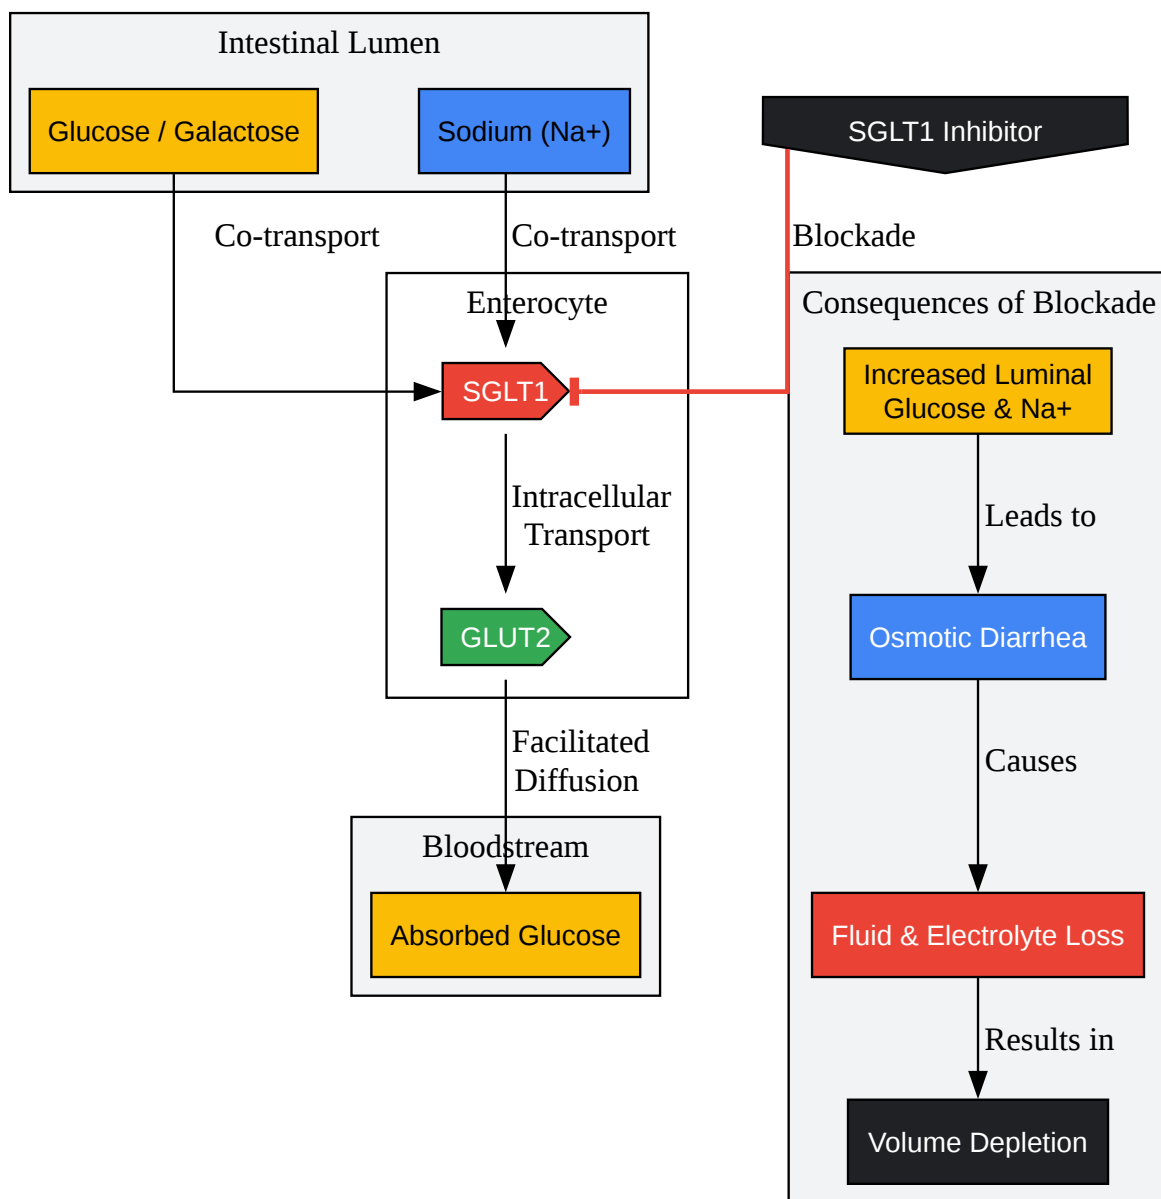 Intestinal Lumen
Glucose / Galactose
Sodium (Na+)
SGLT1 Inhibitor
Co-transport
Co-transport
Blockade
Enterocyte
SGLT1
Intracellular
Transport
GLUT2
Facilitated
Diffusion
Bloodstream
Absorbed Glucose
Consequences of Blockade
Increased Luminal
Glucose & Na+
Leads to
Osmotic Diarrhea
Causes
Fluid & Electrolyte Loss
Results in
Volume Depletion